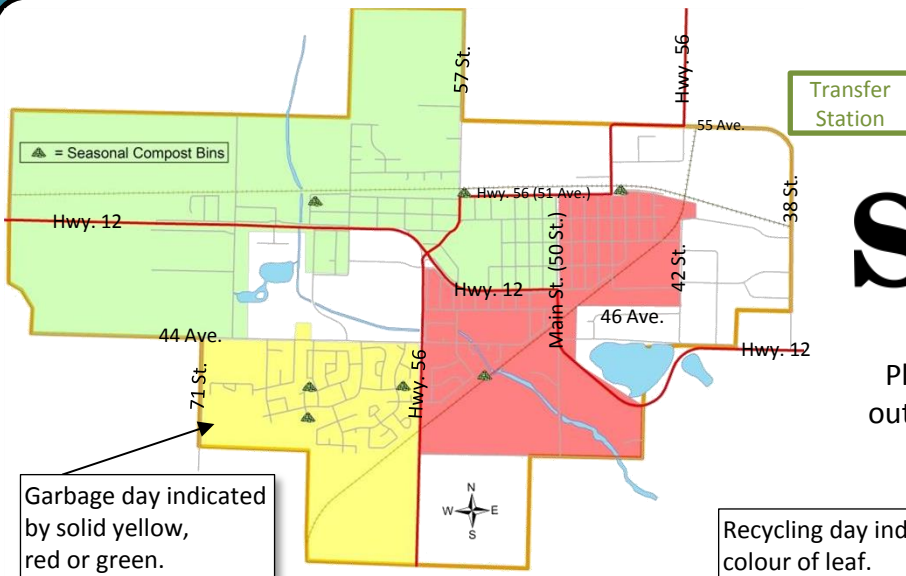 57 St.
Hwy. 56
Transfer
Station
55 Ave.
= Seasonal Compost Bins
Hwy. 56 (51 Ave.)
38 St.
S
Hwy. 12
Main St. (50 St.)
42 St.
Hwy. 12
46 Ave.
44 Ave.
Hwy. 12
71 St.
Hwy. 56
Pl
out
Garbage day indicated
by solid yellow,
red or green.
N
W E
S
Recycling day ind
colour of leaf.